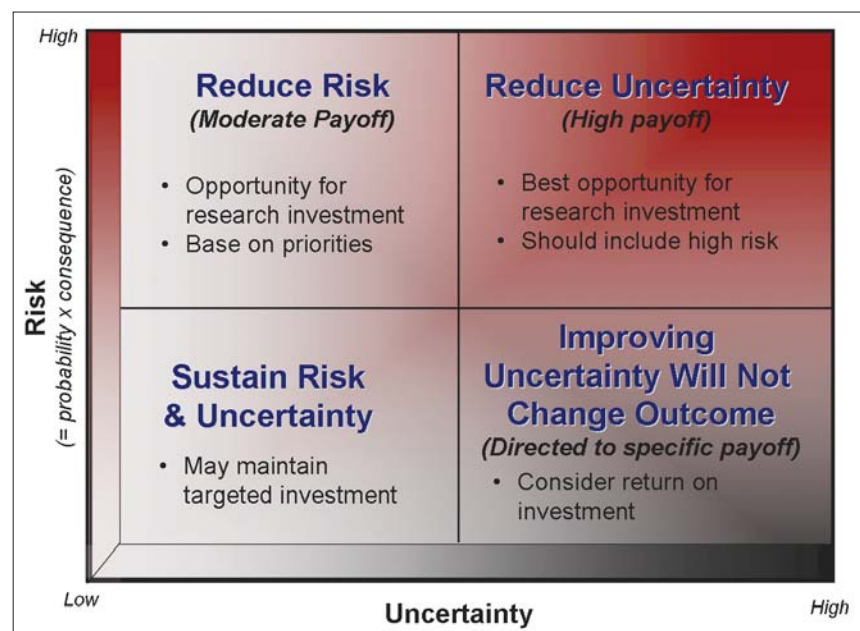 High
Reduce Risk
(Moderate Payoff)
• Opportunity for
research investment
• Base on priorities
Reduce Uncertainty
(High payoff)
• Best opportunity for
research investment
• Should include high risk
Risk
(= probability x consequence)
Sustain Risk
& Uncertainty
• May maintain
targeted investment
Improving
Uncertainty Will Not
Change Outcome
(Directed to specific payoff)
• Consider return on
investment
Low
Uncertainty
High